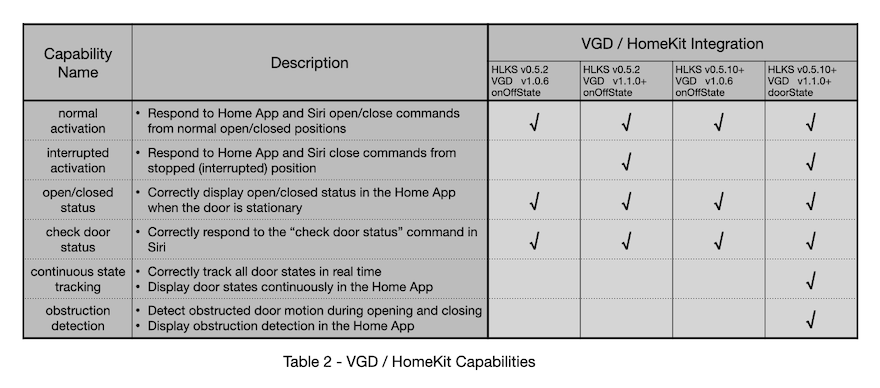 Capability Name
Description
VGD / HomeKit Integration
HLKS v0.5.2
VGD v1.0.6
onOffState
HLKS v0.5.2
VGD v1.1.0+
onOffState
HLKS v0.5.10+
VGD v1.0.6
onOffState
HLKS v0.5.10+
VGD v1.1.0+
doorState
normal
activation
• Respond to Home App and Siri open/close commands
from normal open/closed positions
√ √ √ √
interrupted
activation
• Respond to Home App and Siri close commands from
stopped (interrupted) position
√ √
open/closed
status
• Correctly display open/closed status in the Home App
when the door is stationary
√ √ √ √
check door
status
• Correctly respond to the “check door status” command in
Siri
√ √ √ √
continuous state
tracking
• Correctly track all door states in real time
• Display door states continuously in the Home App
√
obstruction
detection
• Detect obstructed door motion during opening and closing
• Display obstruction detection in the Home App
√
Table 2 - VGD / HomeKit Capabilities